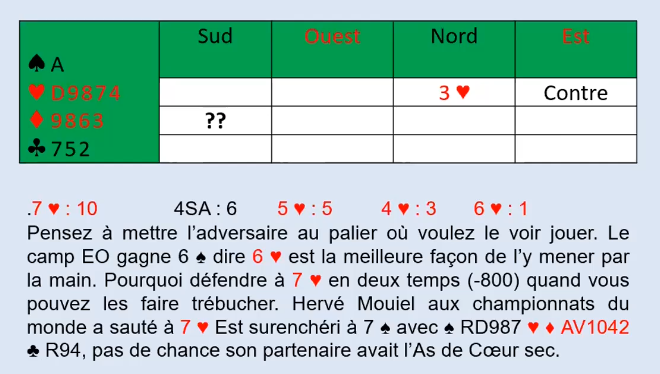 Sud Ouest Nord Est
♠ A
♥ D9874 3 ♥ Contre
♦ 9863 ??
♣ 752
.7 ♥ : 10 4SA : 6 5 ♥ : 5 4 ♥ : 3 6 ♥ : 1
Pensez à mettre l’adversaire au palier où voulez le voir jouer. Le
camp EO gagne 6 ♠ dire 6 ♥ est la meilleure façon de l’y mener par
la main. Pourquoi défendre à 7 ♥ en deux temps (-800) quand vous
pouvez les faire trébucher. Hervé Mouiel aux championnats du
monde a sauté à 7 ♥ Est surenchéri à 7 ♠ avec ♠ RD987 ♥ ♦ AV1042
♣ R94, pas de chance son partenaire avait l’As de Cœur sec.